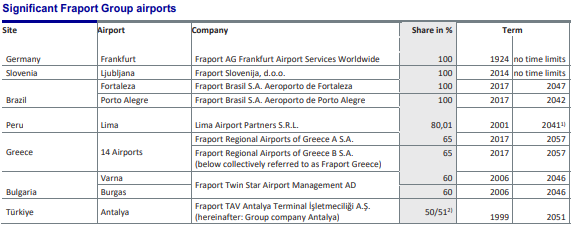 Significant Fraport Group airports
Site Airport Company Share in % Term
Germany Frankfurt Fraport AG Frankfurt Airport Services Worldwide 100 1924 no time limits
Slovenia Ljubljana Fraport Slovenija, d.o.o. 100 2014 no time limits
Fortaleza Fraport Brasil S.A. Aeroporto de Fortaleza 100 2017 2047
Brazil Porto Alegre Fraport Brasil S.A. Aeroporto de Porto Alegre 100 2017 2042
Peru Lima Lima Airport Partners S.R.L. 80,01 2001 2041¹⁾
Fraport Regional Airports of Greece A S.A. 65 2017 2057
Greece 14 Airports Fraport Regional Airports of Greece B S.A. 65 2017 2057
(below collectively referred to as Fraport Greece)
Varna 60 2006 2046
Fraport Twin Star Airport Management AD
Bulgaria Burgas 60 2006 2046
Türkiye Antalya Fraport TAV Antalya Terminal İşletmeciliği A.Ş. 50/51²⁾
(hereinafter: Group company Antalya) 1999 2051